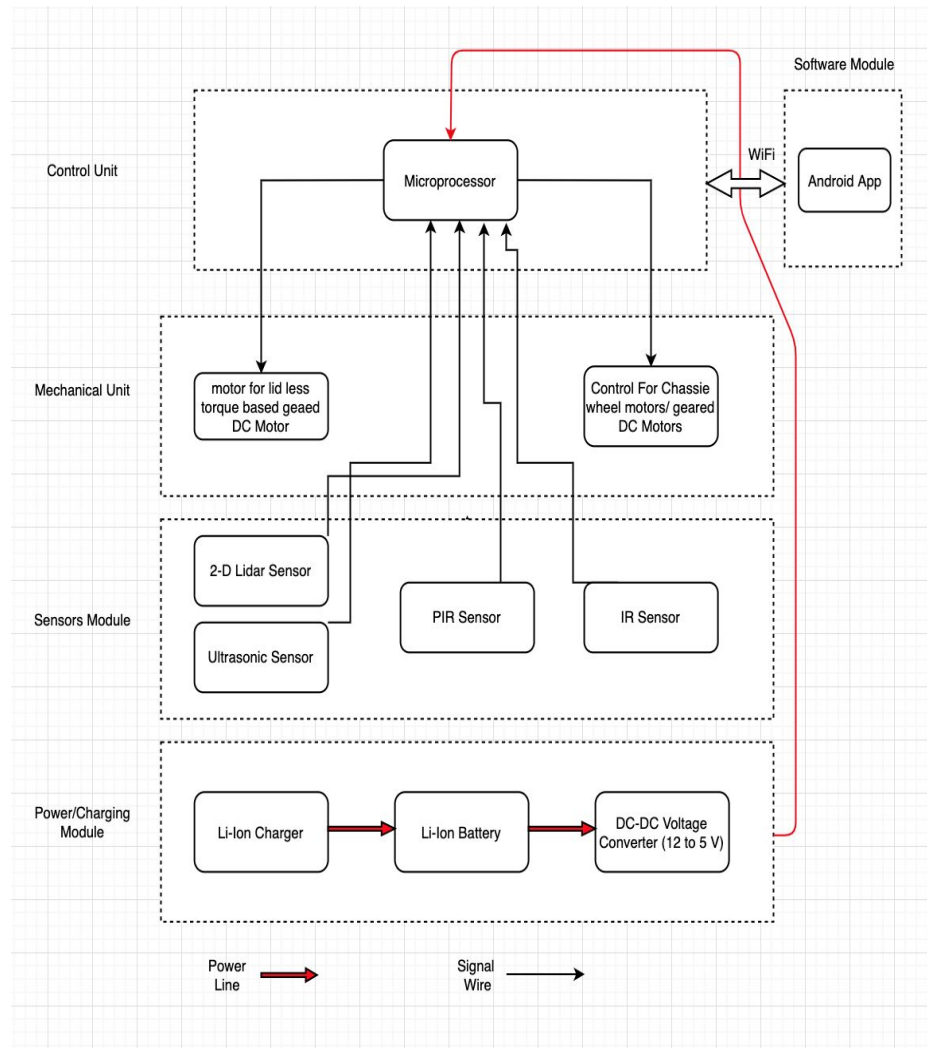 Software Module
Control Unit
Microprocessor
WiFi
Android App
Mechanical Unit
motor for lid less
torque based geaed
DC Motor
Control For Chassie
wheel motors/ geared
DC Motors
Sensors Module
2-D Lidar Sensor
Ultrasonic Sensor
PIR Sensor
IR Sensor
Power/Charging
Module
Li-Ion Charger
Li-Ion Battery
DC-DC Voltage
Converter (12 to 5 V)
Power
Line
Signal
Wire